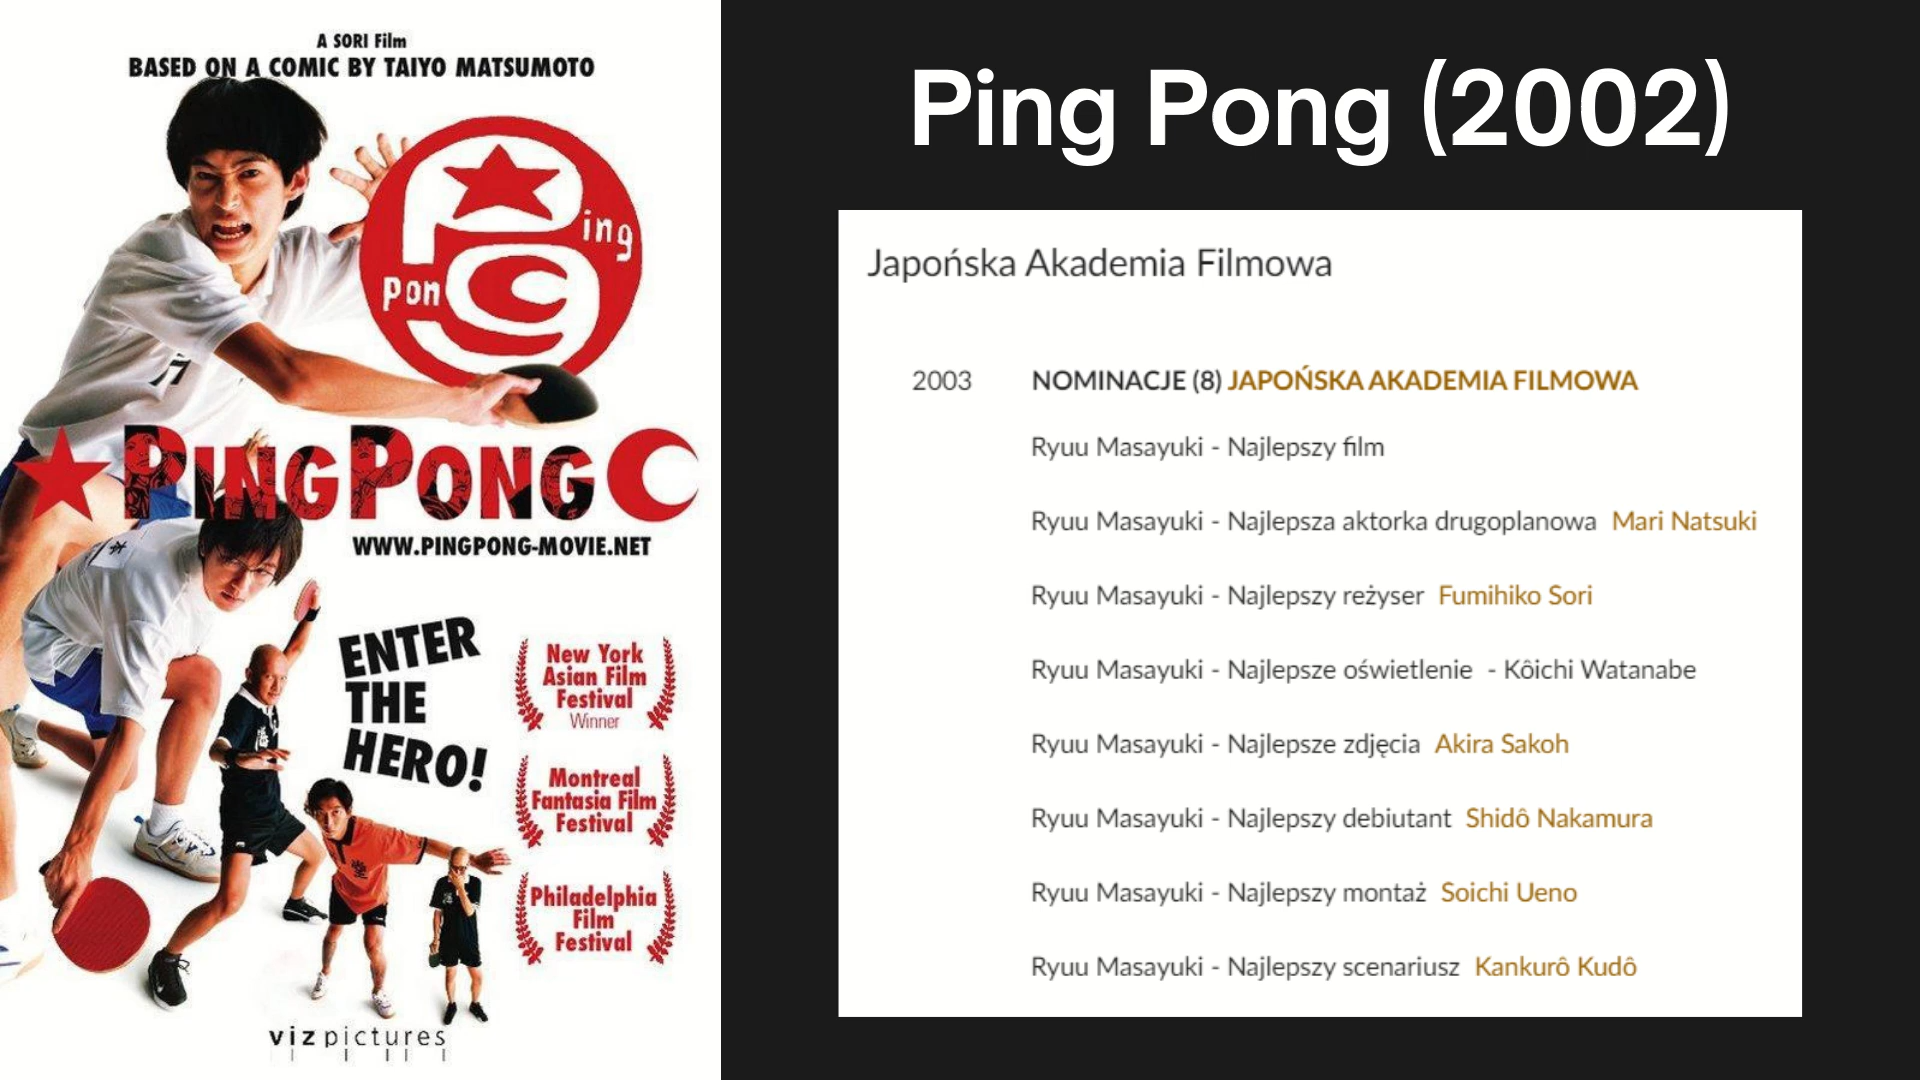 A SORI Film
BASED ON A COMIC BY TAIYO MATSUMOTO
Ping
pong
PINGPONG
WWW.PINGPONG-MOVIE.NET
ENTER
THE
HERO!
New York
Asian Film
Festival
Winner
Montreal
Fantasia Film
Festival
Philadelphia
Film
Festival
vizpictures
Ping Pong (2002)
Japońska Akademia Filmowa
2003 NOMINACJE (8) JAPOŃSKA AKADEMIA FILMOWA
Ryuu Masayuki - Najlepszy film
Ryuu Masayuki - Najlepsza aktorka drugoplanowa Mari Natsuki
Ryuu Masayuki - Najlepszy reżyser Fumihiko Sori
Ryuu Masayuki - Najlepsze oświetlenie - Kôichi Watanabe
Ryuu Masayuki - Najlepsze zdjęcia Akira Sakoh
Ryuu Masayuki - Najlepszy debiutant Shidô Nakamura
Ryuu Masayuki - Najlepszy montaż Soichi Ueno
Ryuu Masayuki - Najlepszy scenariusz Kankurô Kudô